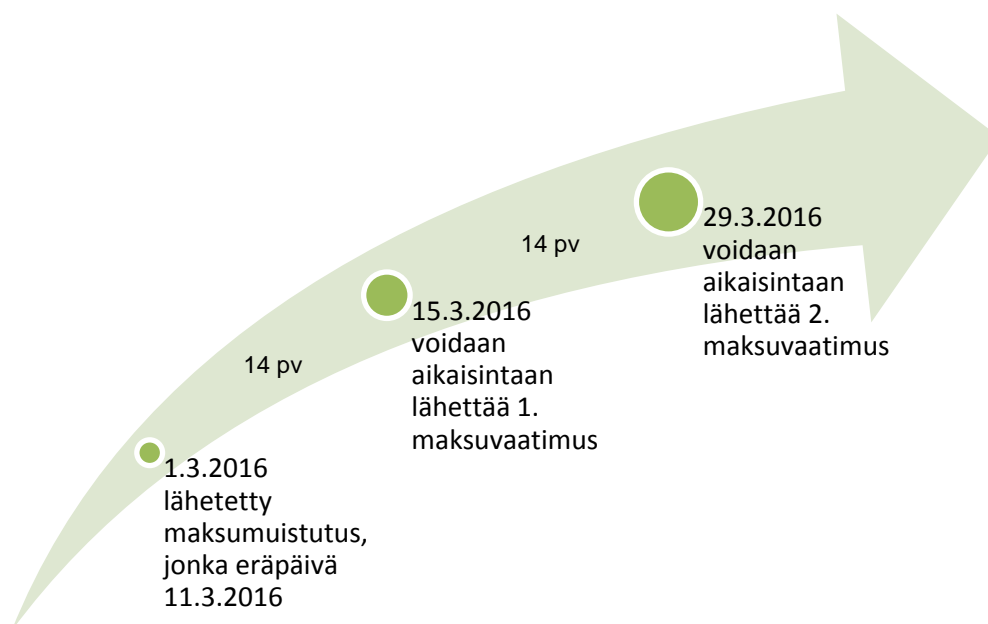 1.3.2016
lähetetty
maksumuistutus,
jonka eräpäivä
11.3.2016
14 pv
15.3.2016
voidaan
aikaisintaan
lähettää 1.
maksuvaatimus
14 pv
29.3.2016
voidaan
aikaisintaan
lähettää 2.
maksuvaatimus